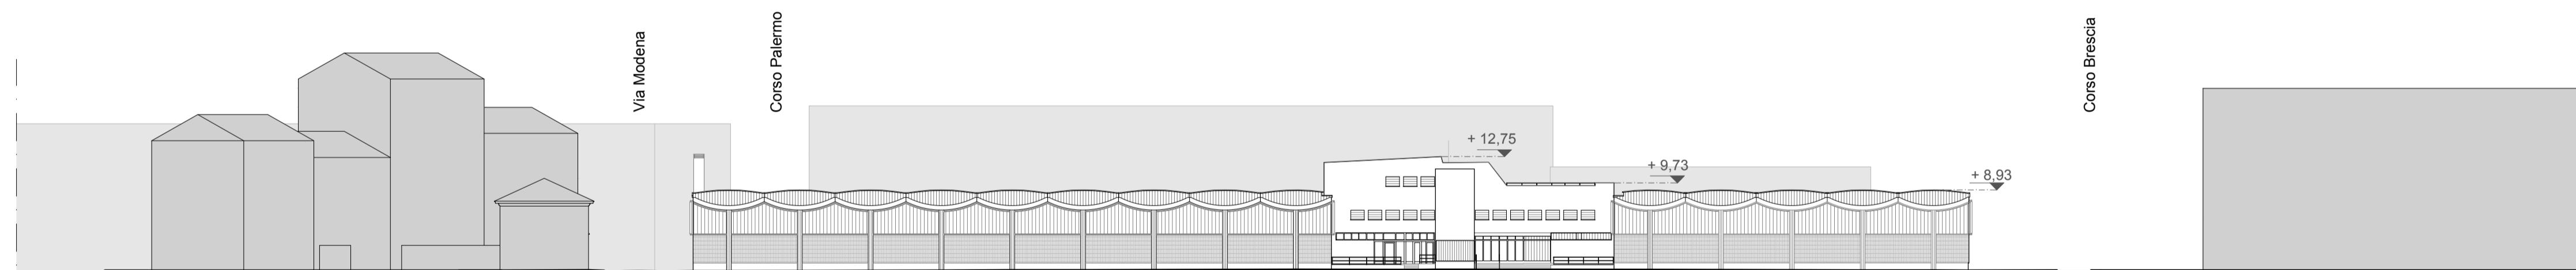 Via Modena
Corso Palermo
+ 12,75
+ 9,73
+ 8,93
Corso Brescia